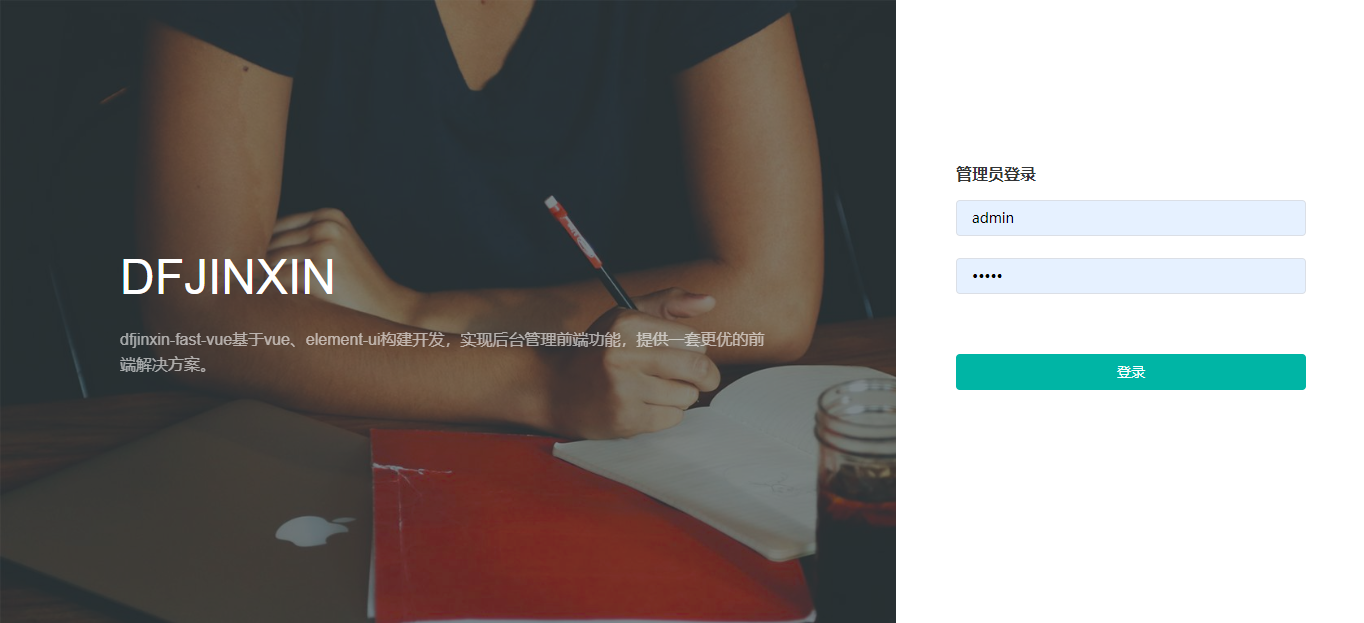 DFJINXIN
dfjinxin-fast-vue基于vue、element-ui构建开发，实现后台管理前端功能，提供一套更优的前
端解决方案。
管理员登录
admin
•••••
登录